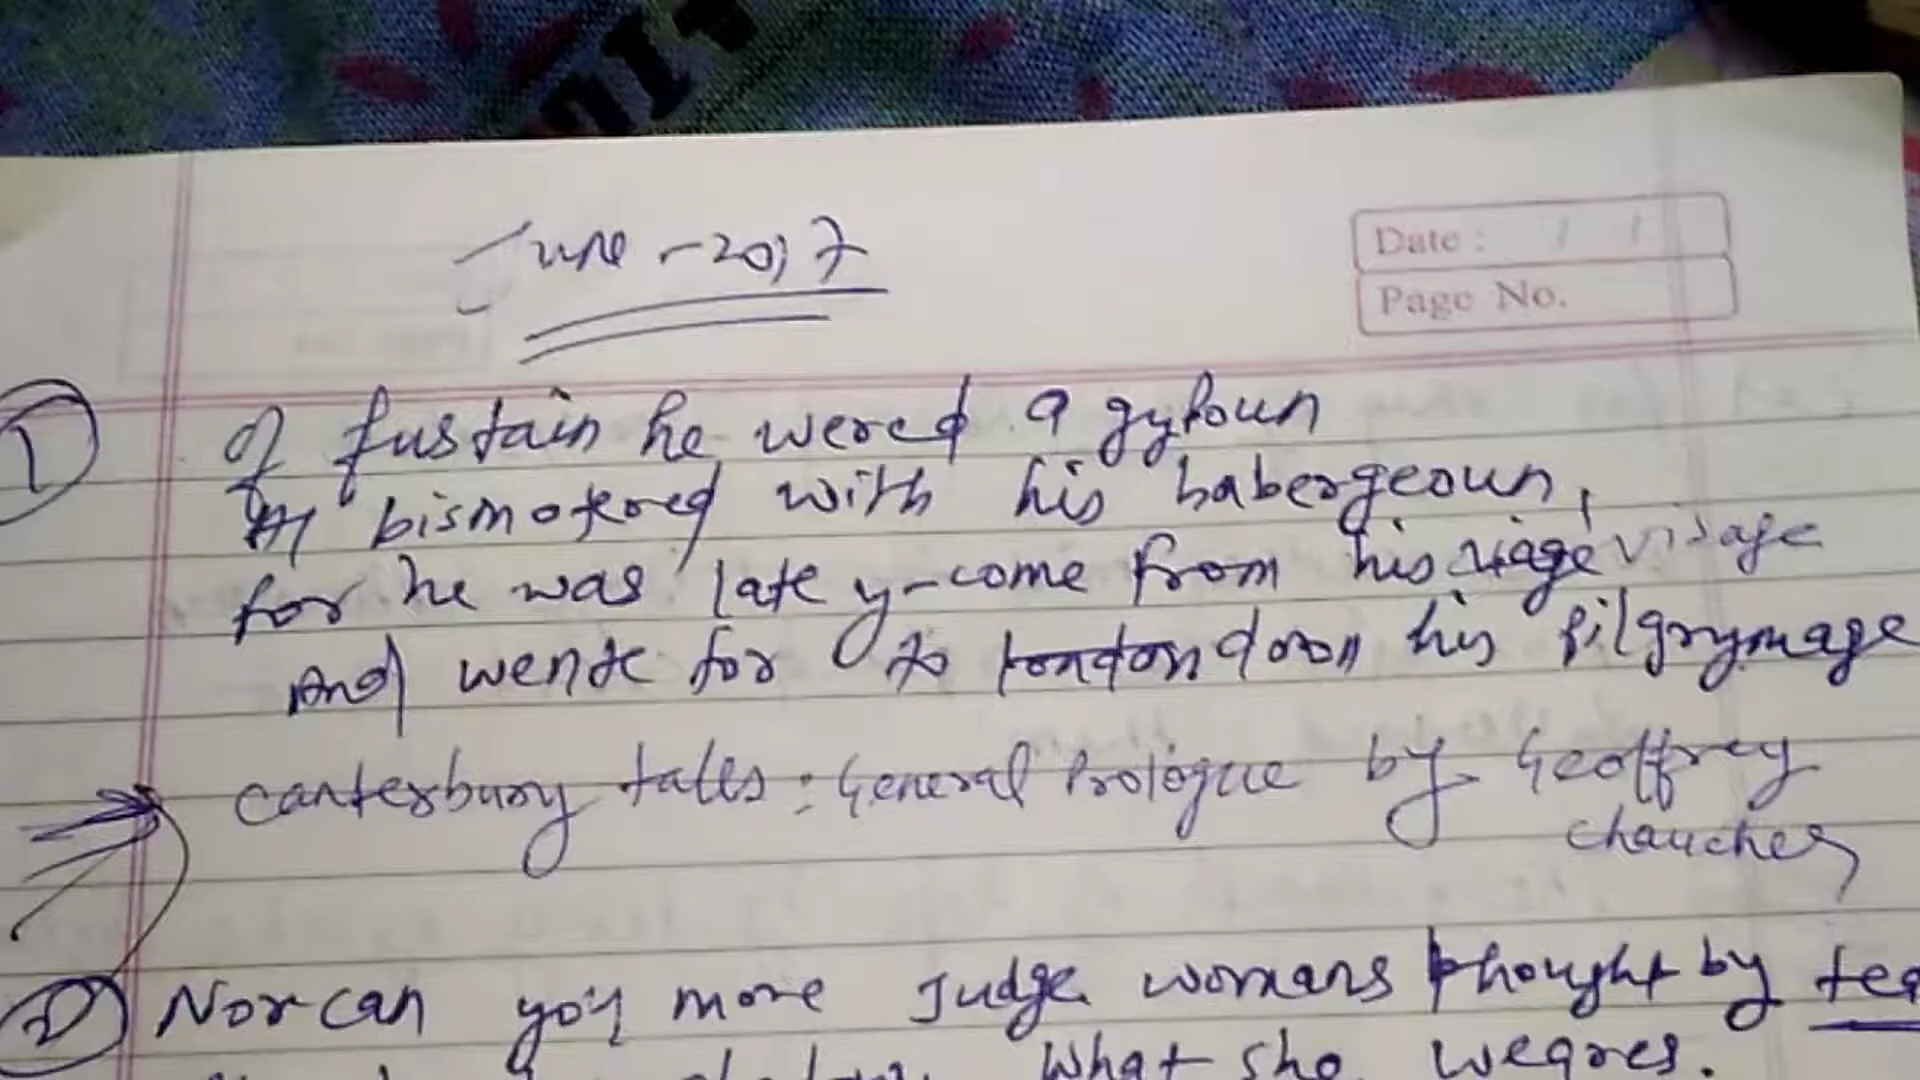 June - 2017
Date : / /
Page No.
1 of fustain he wered a gypoun
bismotered with his habergeoun,
for he was late y-come from his viage visage
And wente for to doon his pilgrymage
canterbury tales : General Prologue by Geoffrey
chaucher
2 Nor can you more Judge womans thought by tea
What she weares.